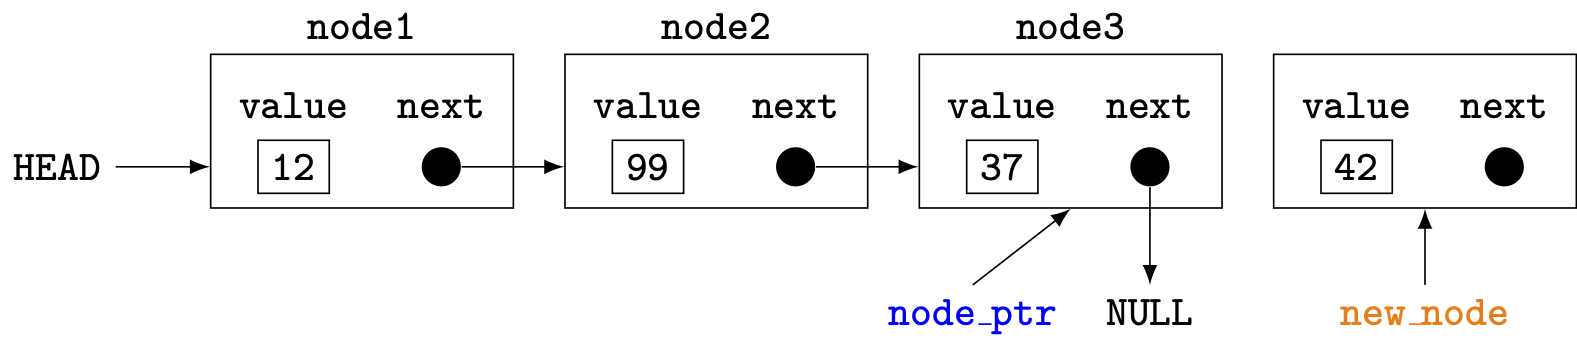 node1 node2 node3
value next value next value next value next
HEAD 12 99 37 42
node_ptr NULL new_node